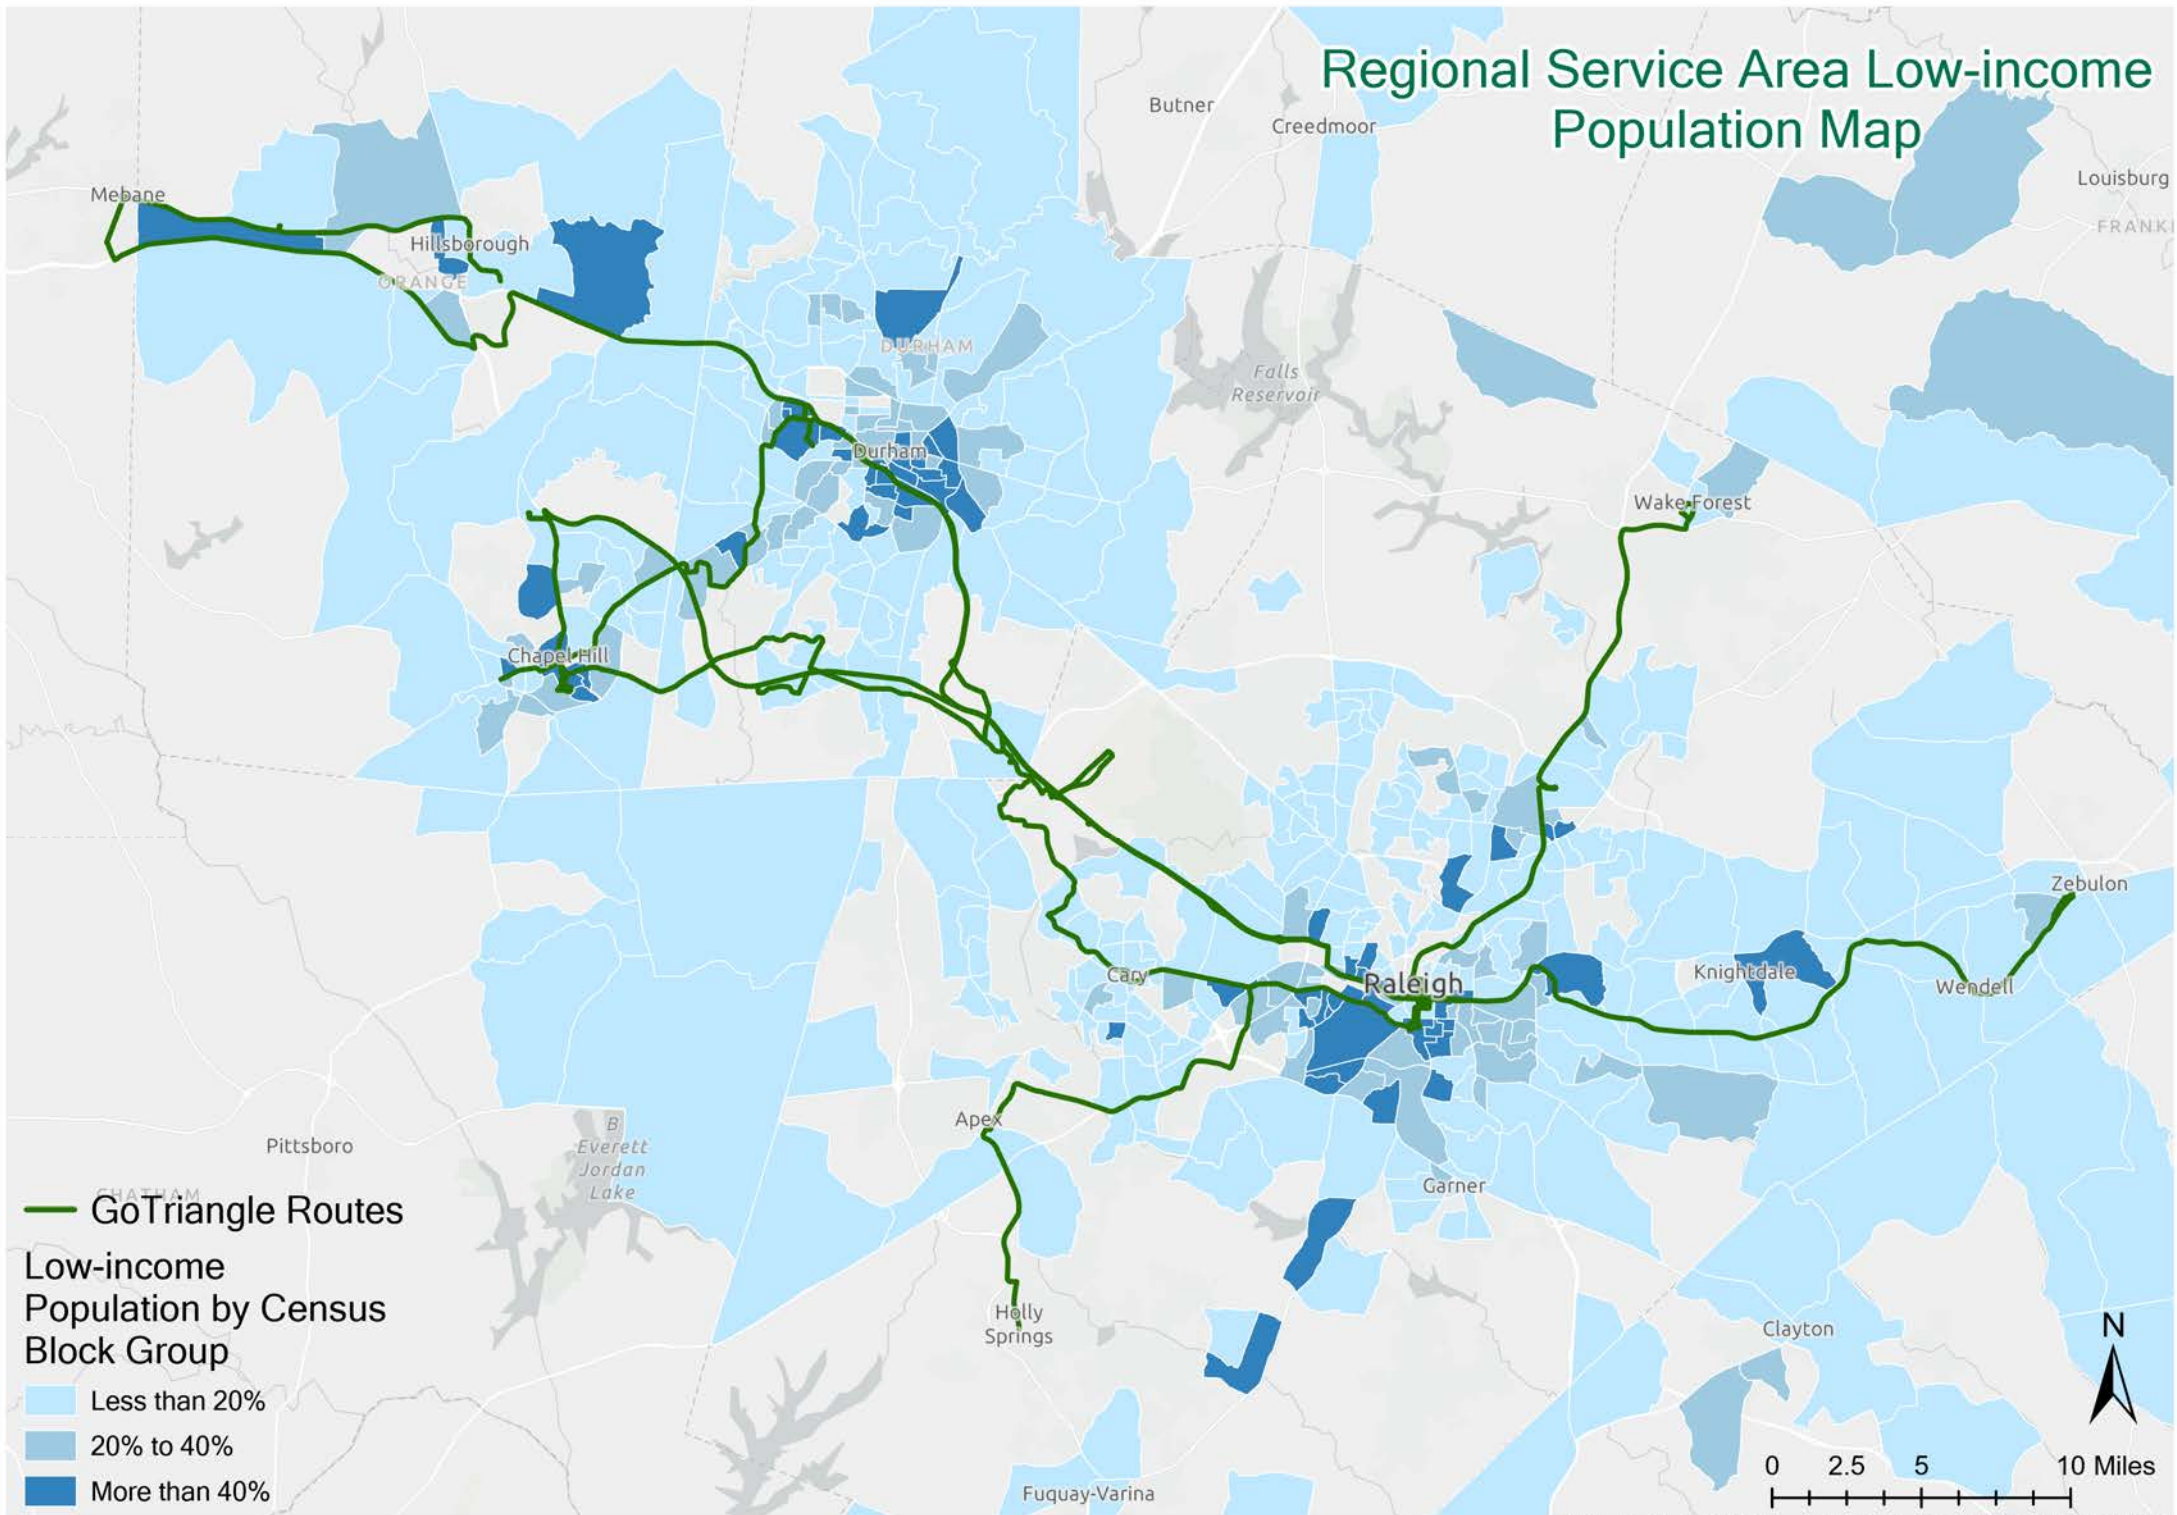 Regional Service Area Low-income
Population Map
Butner
Creedmoor
Louisburg
FRANK
Mebane
Hillsborough
ORANGE
DURHAM
Falls
Reservoir
Durham
Wake Forest
Chapel Hill
Zebulon
Cary
Raleigh
Knightdale
Wendell
Apex
Pittsboro
B
Everett
Jordan
Lake
CHATHAM
Garner
Holly
Springs
Clayton
Fuquay-Varina
GoTriangle Routes
Low-income
Population by Census
Block Group
Less than 20%
20% to 40%
More than 40%
N
0 2.5 5 10 Miles